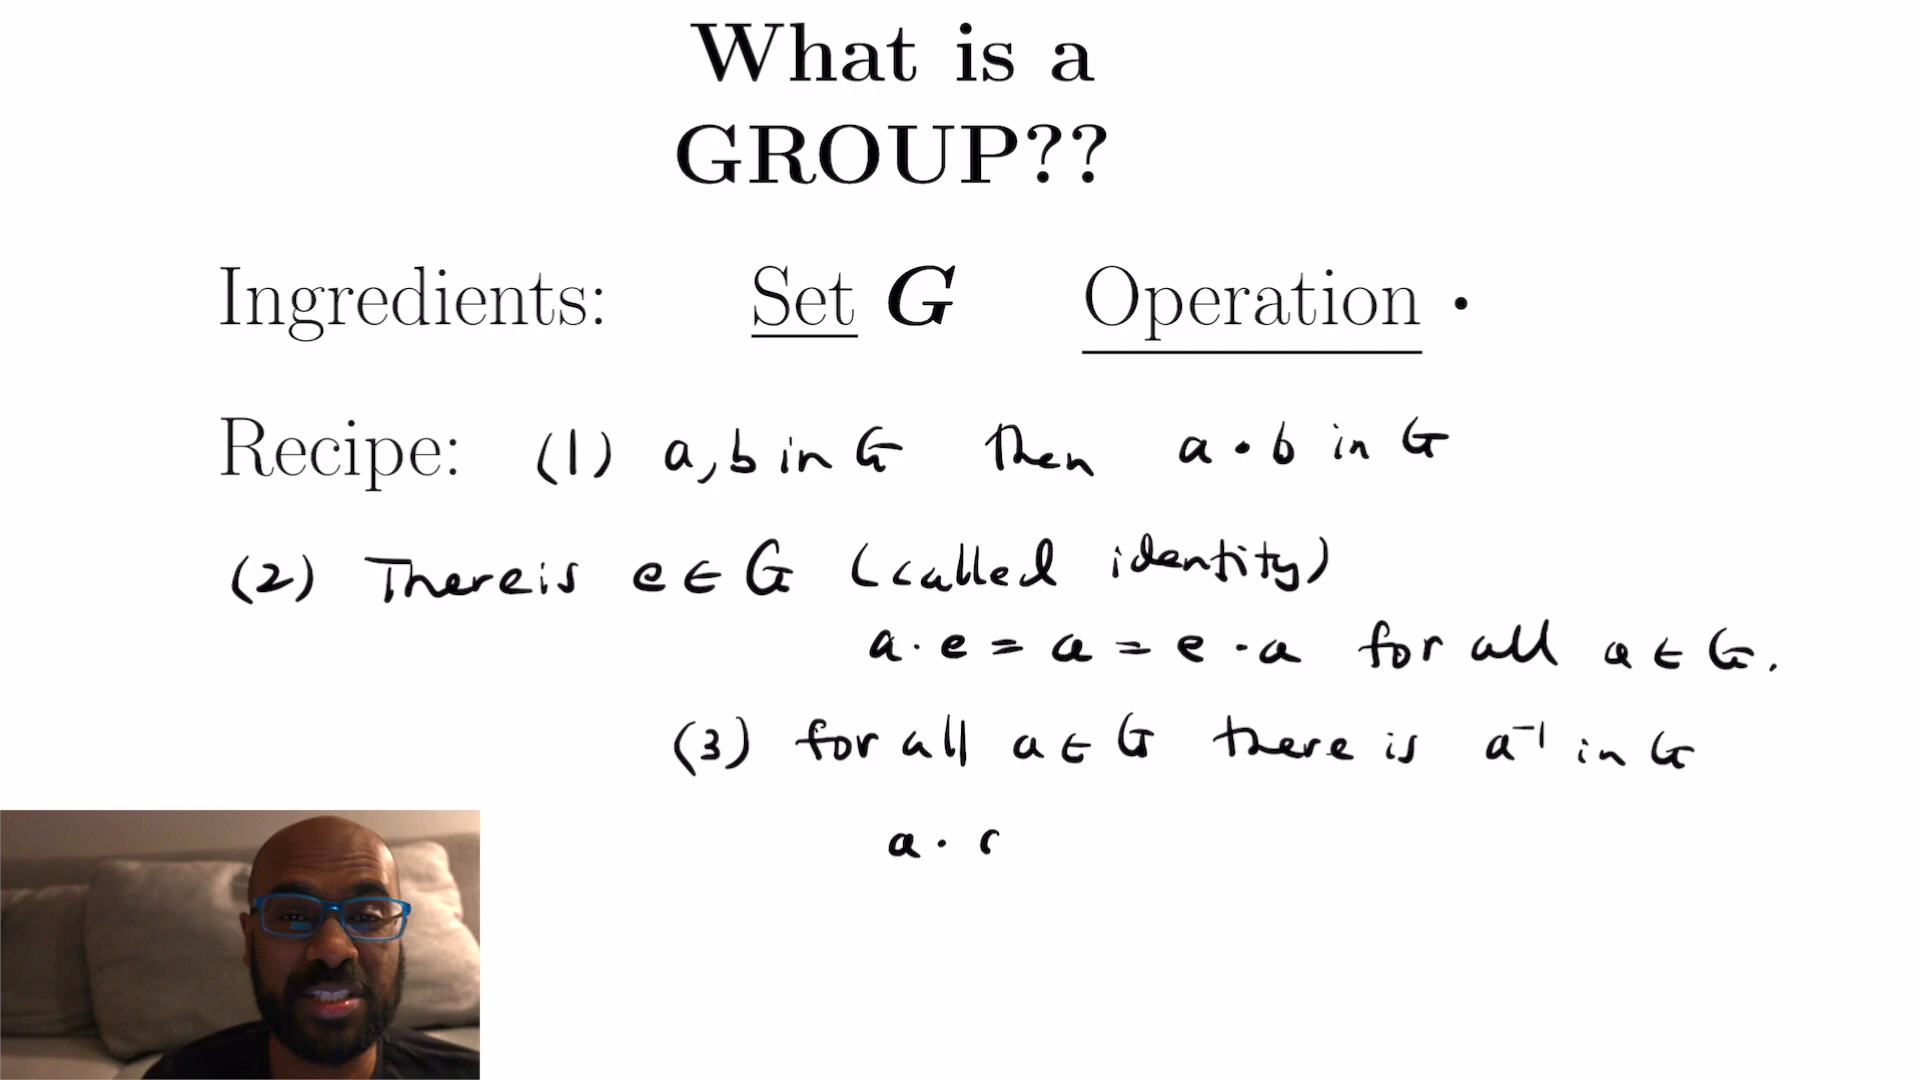 What is a
GROUP??
Ingredients: Set G Operation ·
Recipe: (1) a,b in G then a · b in G
(2) There is e ∈ G (called identity)
a · e = a = e · a for all a ∈ G.
(3) for all a ∈ G there is a⁻¹ in G
a ·